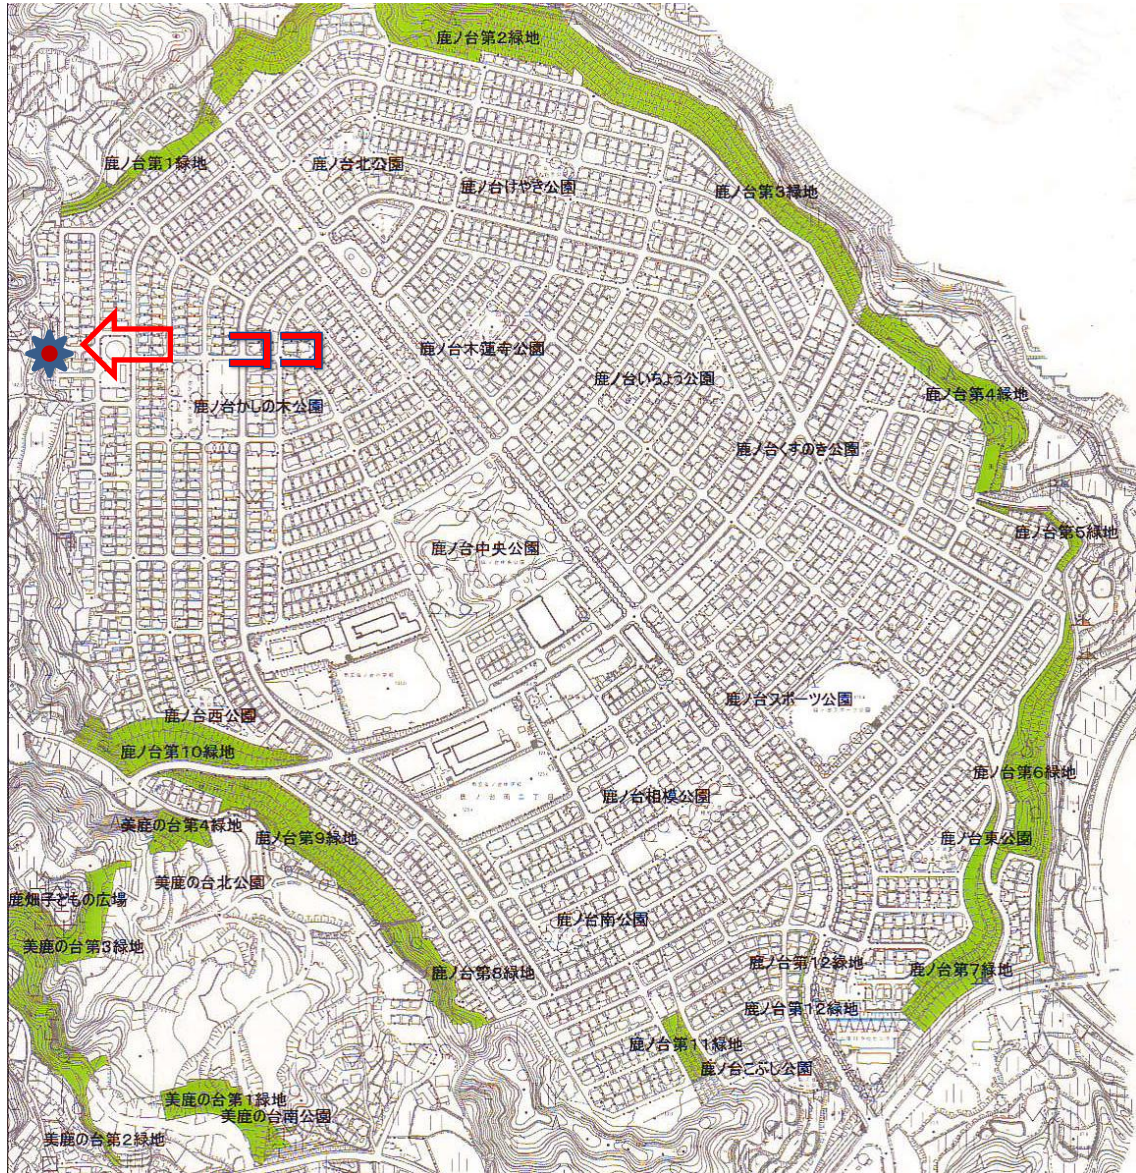 鹿ノ台第2緑地
鹿ノ台第1緑地
鹿ノ台北公園
鹿ノ台けやき公園
鹿ノ台第3緑地
ココ
鹿ノ台木蓮寺公園
鹿ノ台いちょう公園
鹿ノ台第4緑地
鹿ノ台かしの木公園
鹿ノ台くすのき公園
鹿ノ台第5緑地
鹿ノ台中央公園
鹿ノ台スポーツ公園
鹿ノ台西公園
鹿ノ台第10緑地
鹿ノ台第6緑地
鹿ノ台相模公園
美鹿の台第4緑地
鹿ノ台第9緑地
鹿ノ台東公園
美鹿の台北公園
鹿畑子どもの広場
鹿ノ台南公園
美鹿の台第3緑地
鹿ノ台第8緑地
鹿ノ台第12緑地
鹿ノ台第7緑地
鹿ノ台第12緑地
鹿ノ台第11緑地
鹿ノ台こぶし公園
美鹿の台第1緑地
美鹿の台南公園
美鹿の台第2緑地